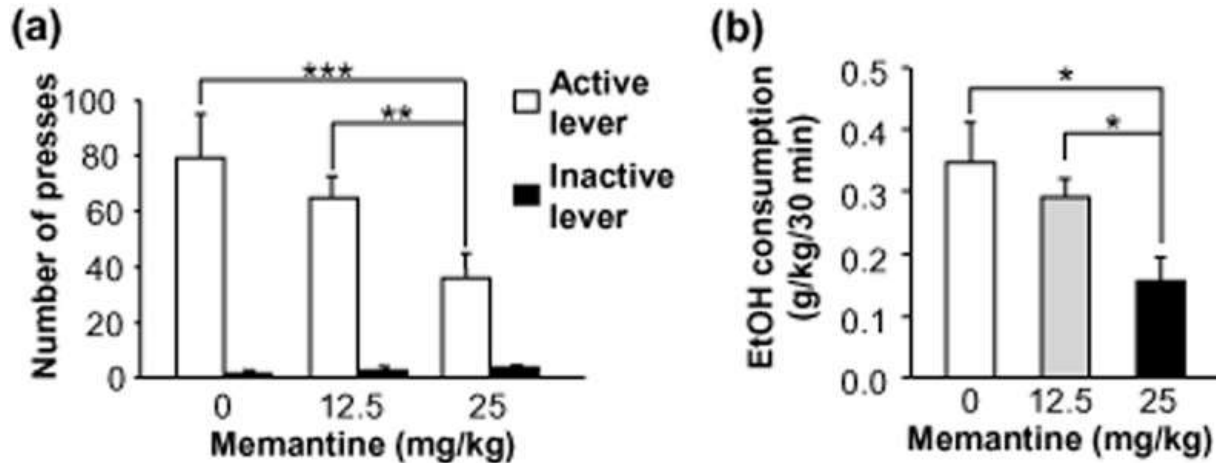 (a)
Number of presses
100
80
60
40
20
0
***
**
Active
lever
Inactive
lever
0 12.5 25
Memantine (mg/kg)
(b)
EtOH consumption
(g/kg/30 min)
0.5
0.4
0.3
0.2
0.1
0.0
*
*
0 12.5 25
Memantine (mg/kg)